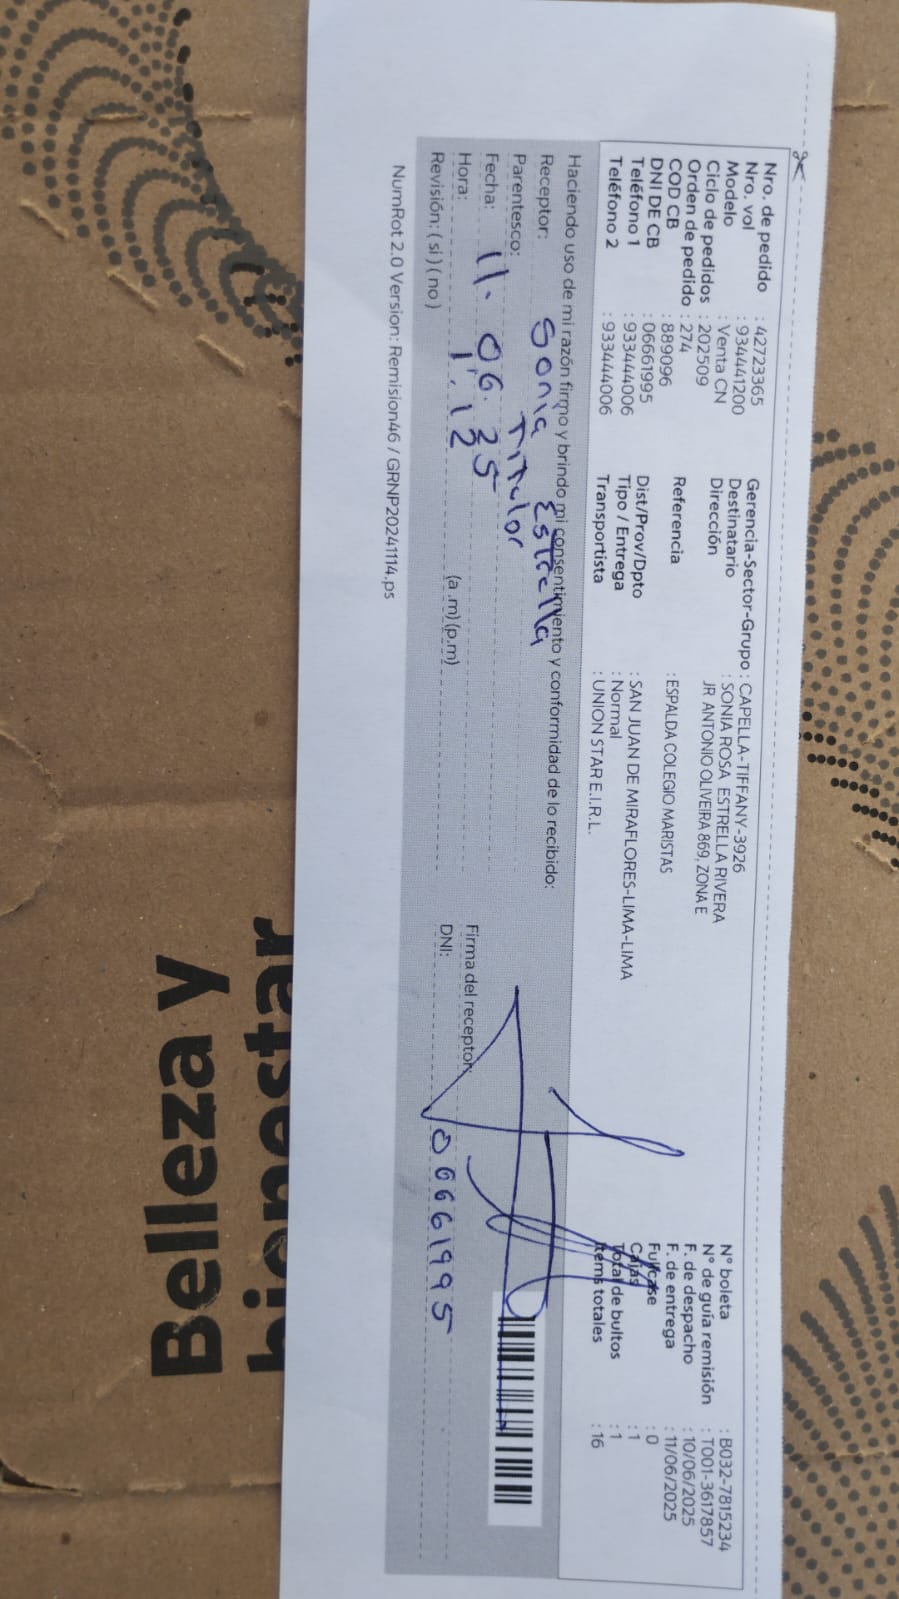 Nro. de pedido : 42723365
Nro. vol : 934441200
Modelo : Venta CN
Ciclo de pedidos : 202509
Orden de pedido : 274
COD CB : 889096
DNI DE CB : 06661995
Teléfono 1 : 933444006
Teléfono 2 : 933444006
Gerencia-Sector-Grupo : CAPELLA-TIFFANY-3926
Destinatario : SONIA ROSA ESTRELLA RIVERA
Dirección JR ANTONIO OLIVEIRA 869, ZONA E
Referencia : ESPALDA COLEGIO MARISTAS
Dist/Prov/Dpto : SAN JUAN DE MIRAFLORES-LIMA-LIMA
Tipo / Entrega : Normal
Transportista : UNION STAR E.I.R.L.
N° boleta : B032-7815234
N° de guía remisión : T001-3617857
F. de despacho : 10/06/2025
F. de entrega : 11/06/2025
Fullcase : 0
Cajas : 1
Total de bultos : 1
Items totales : 16
Haciendo uso de mi razón firmo y brindo mi consentimiento y conformidad de lo recibido:
Receptor: Sonia Estrella
Parentesco: Titular
Fecha: 11. 06. 25
Hora: 1:12 (a.m)(p.m)
Revisión: ( si ) ( no )
Firma del receptor:
DNI: 06661995
NumRot 2.0 Version: Remision46 / GRNP20241114.ps
Belleza y
bienestar